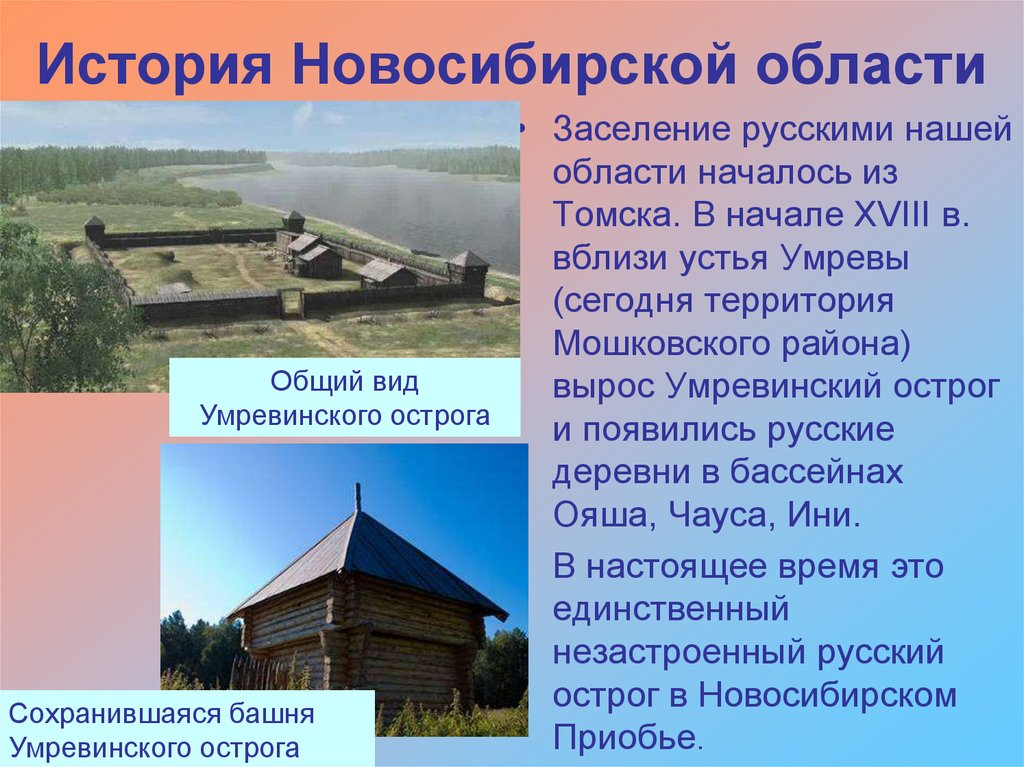 История Новосибирской области
• Заселение русскими нашей
области началось из
Томска. В начале XVIII в.
вблизи устья Умревы
(сегодня территория
Мошковского района)
вырос Умревинский острог
и появились русские
деревни в бассейнах
Ояша, Чауса, Ини.
В настоящее время это
единственный
незастроенный русский
острог в Новосибирском
Приобье.
Общий вид
Умревинского острога
Сохранившаяся башня
Умревинского острога